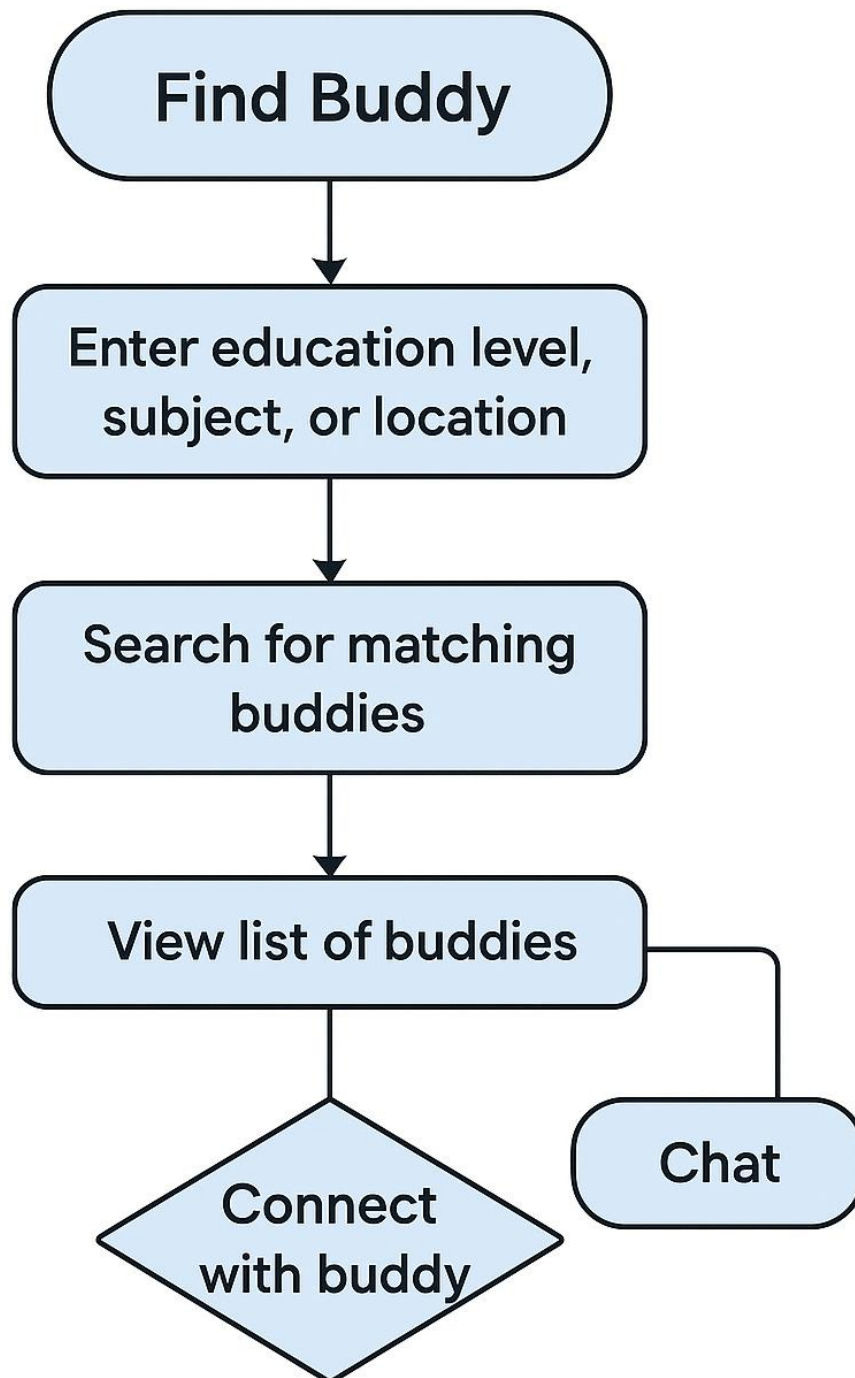 Find Buddy
Enter education level,
subject, or location
Search for matching
buddies
View list of buddies
Chat
Connect
with buddy